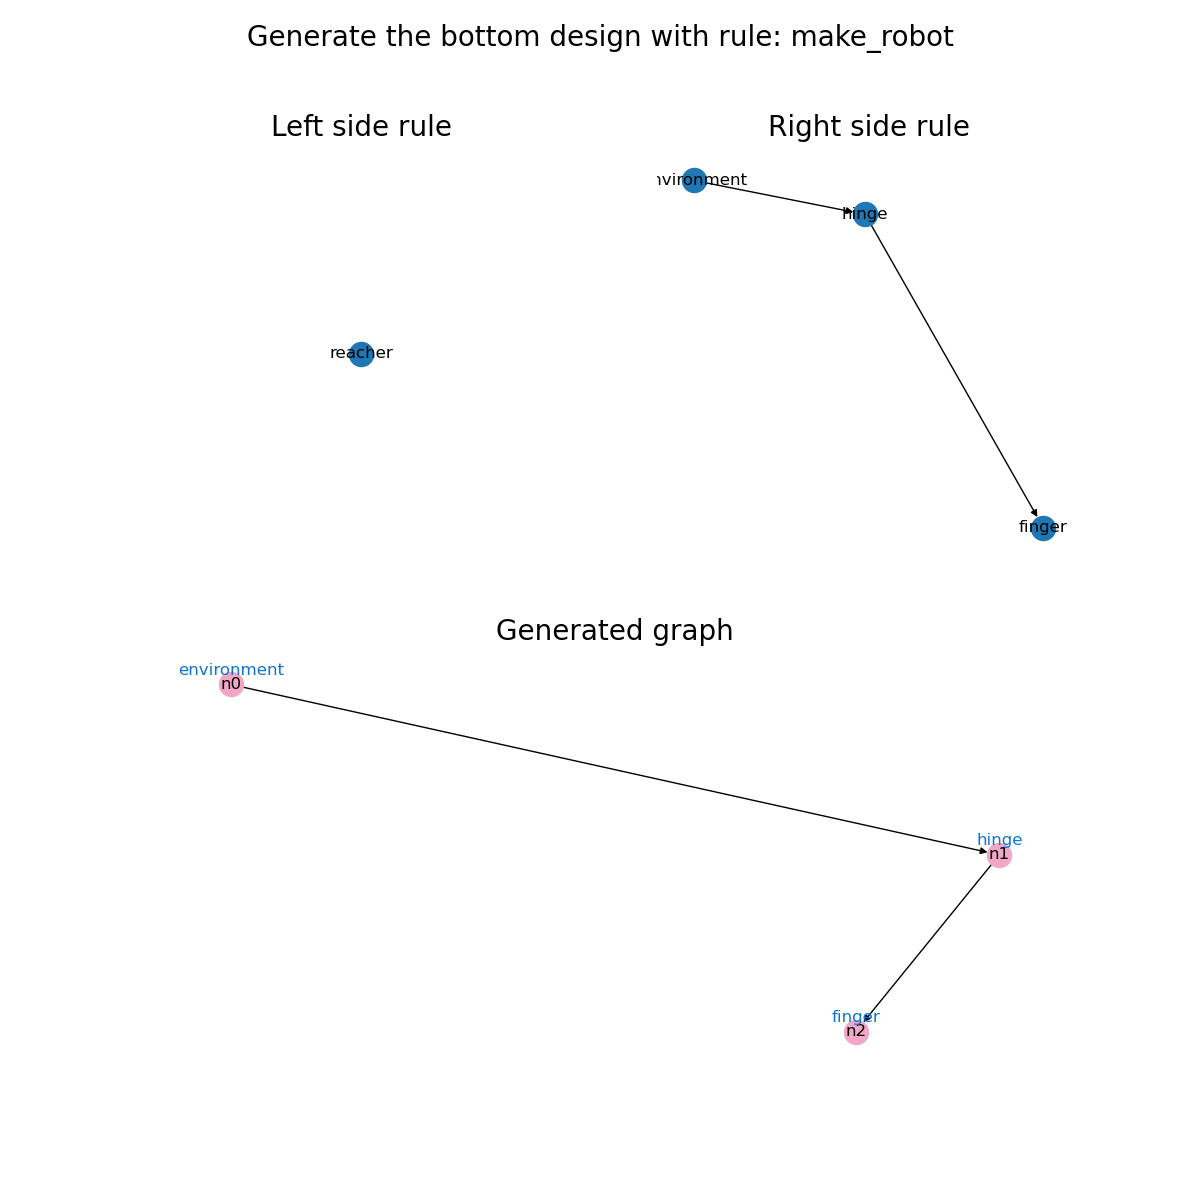 Generate the bottom design with rule: make_robot
Left side rule
Right side rule
nvironment
hinge
reacher
finger
Generated graph
environment
n0
hinge
n1
finger
n2